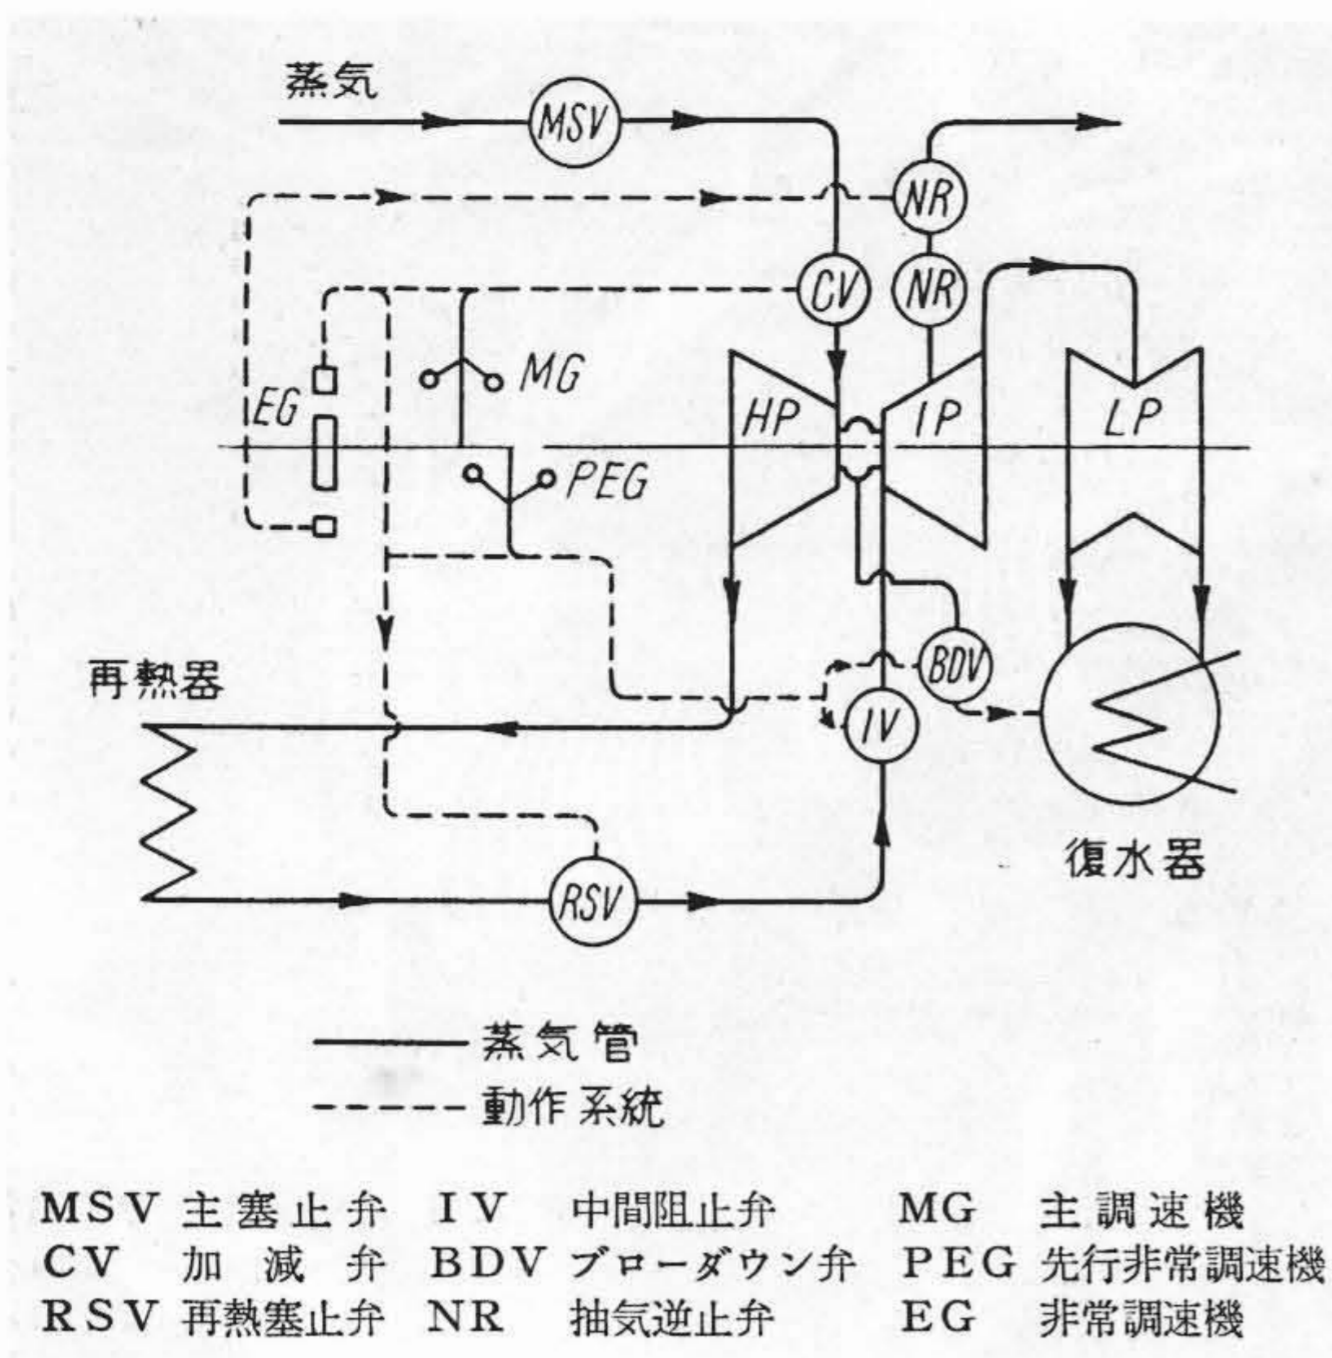 蒸気
MSV
NR
CV
NR
EG
MG
HP
IP
LP
PEG
再熱器
BDV
IV
復水器
RSV
蒸気管
動作系統
MSV 主塞止弁 IV 中間阻止弁 MG 主調速機
CV 加減弁 BDV ブローダウン弁 PEG 先行非常調速機
RSV 再熱塞止弁 NR 抽気逆止弁 EG 非常調速機